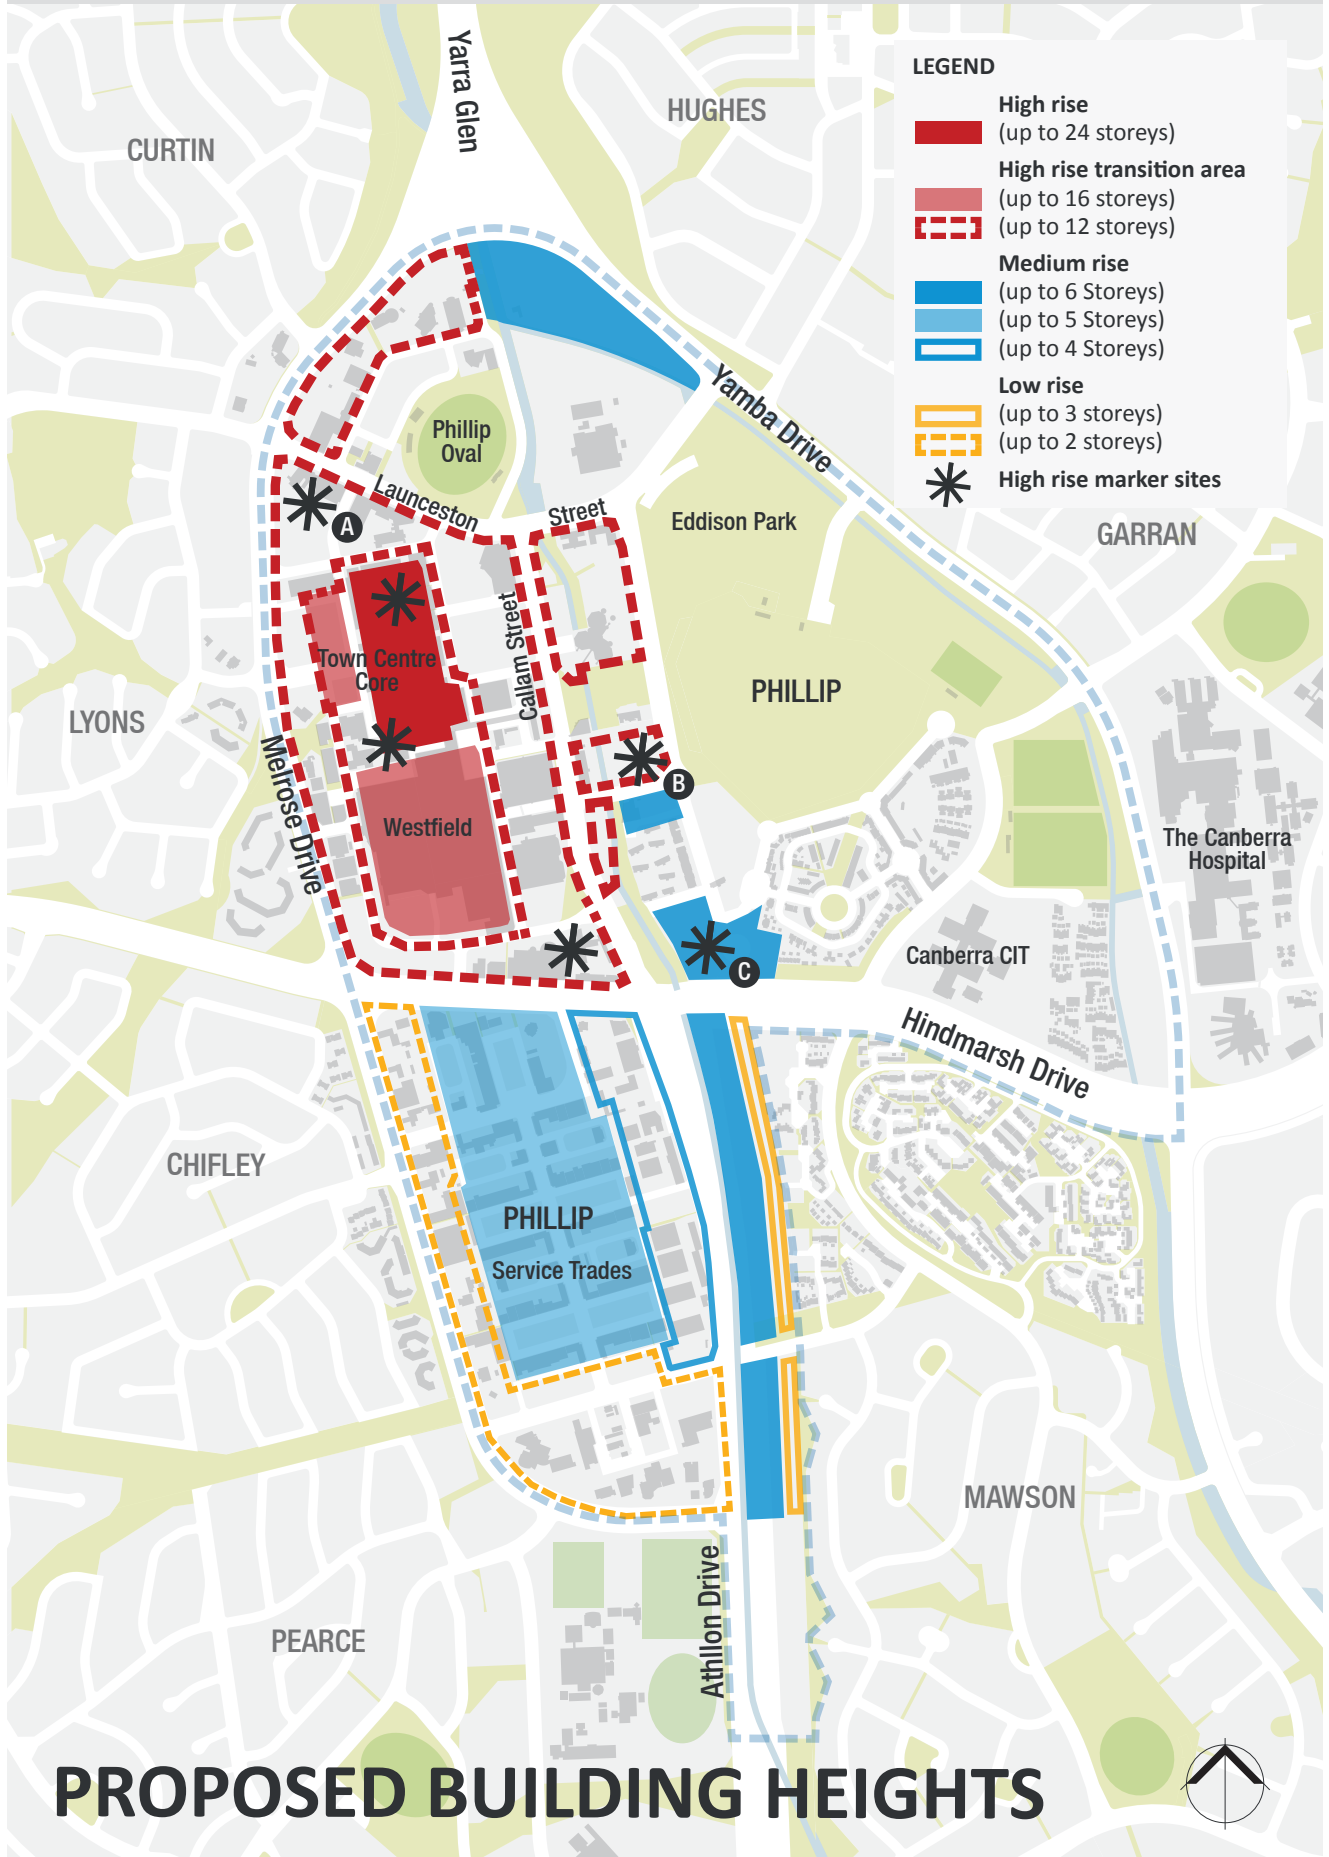 Yarra Glen
HUGHES
CURTIN
LEGEND
High rise
(up to 24 storeys)
High rise transition area
(up to 16 storeys)
(up to 12 storeys)
Medium rise
(up to 6 Storeys)
(up to 5 Storeys)
(up to 4 Storeys)
Low rise
(up to 3 storeys)
(up to 2 storeys)
High rise marker sites
Yamba Drive
Phillip
Oval
Launceston
Street
A
Eddison Park
GARRAN
Callam Street
Town Centre
Core
PHILLIP
LYONS
Melrose Drive
B
Westfield
The Canberra
Hospital
Canberra CIT
C
Hindmarsh Drive
CHIFLEY
PHILLIP
Service Trades
MAWSON
Athllon Drive
PEARCE
PROPOSED BUILDING HEIGHTS